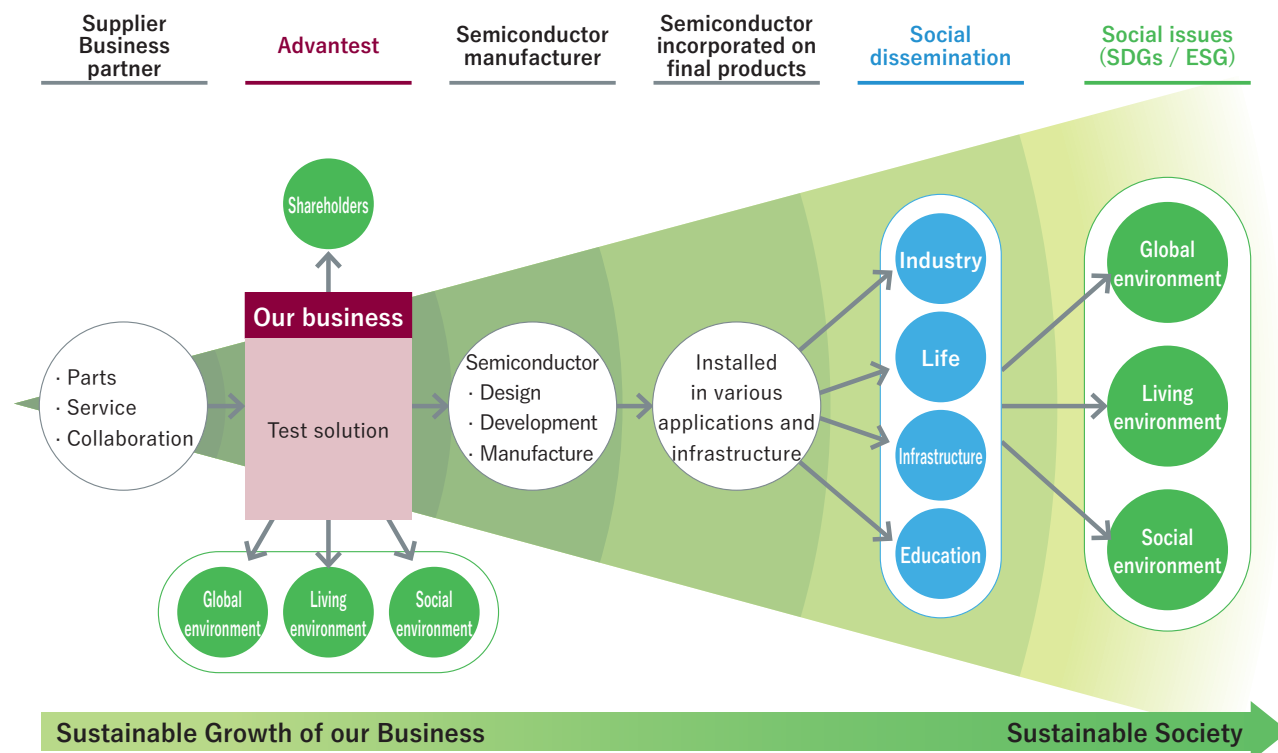 Supplier
Business
partner
Advantest
Semiconductor
manufacturer
Semiconductor
incorporated on
final products
Social
dissemination
Social issues
(SDGs / ESG)
Shareholders
Our business
Test solution
· Parts
· Service
· Collaboration
Semiconductor
· Design
· Development
· Manufacture
Installed
in various
applications and
infrastructure
Industry
Life
Infrastructure
Education
Global
environment
Living
environment
Social
environment
Global
environment
Living
environment
Social
environment
Sustainable Growth of our Business
Sustainable Society